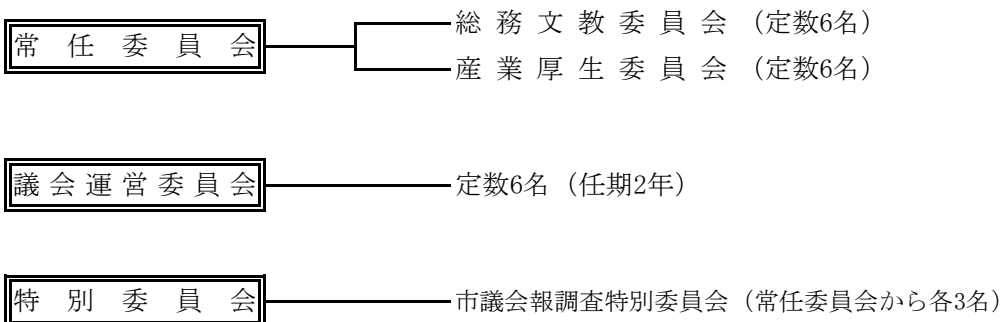 総務文教委員会（定数6名）
常任委員会
産業厚生委員会（定数6名）
議会運営委員会 定数6名（任期2年）
特別委員会 市議会報調査特別委員会（常任委員会から各3名）